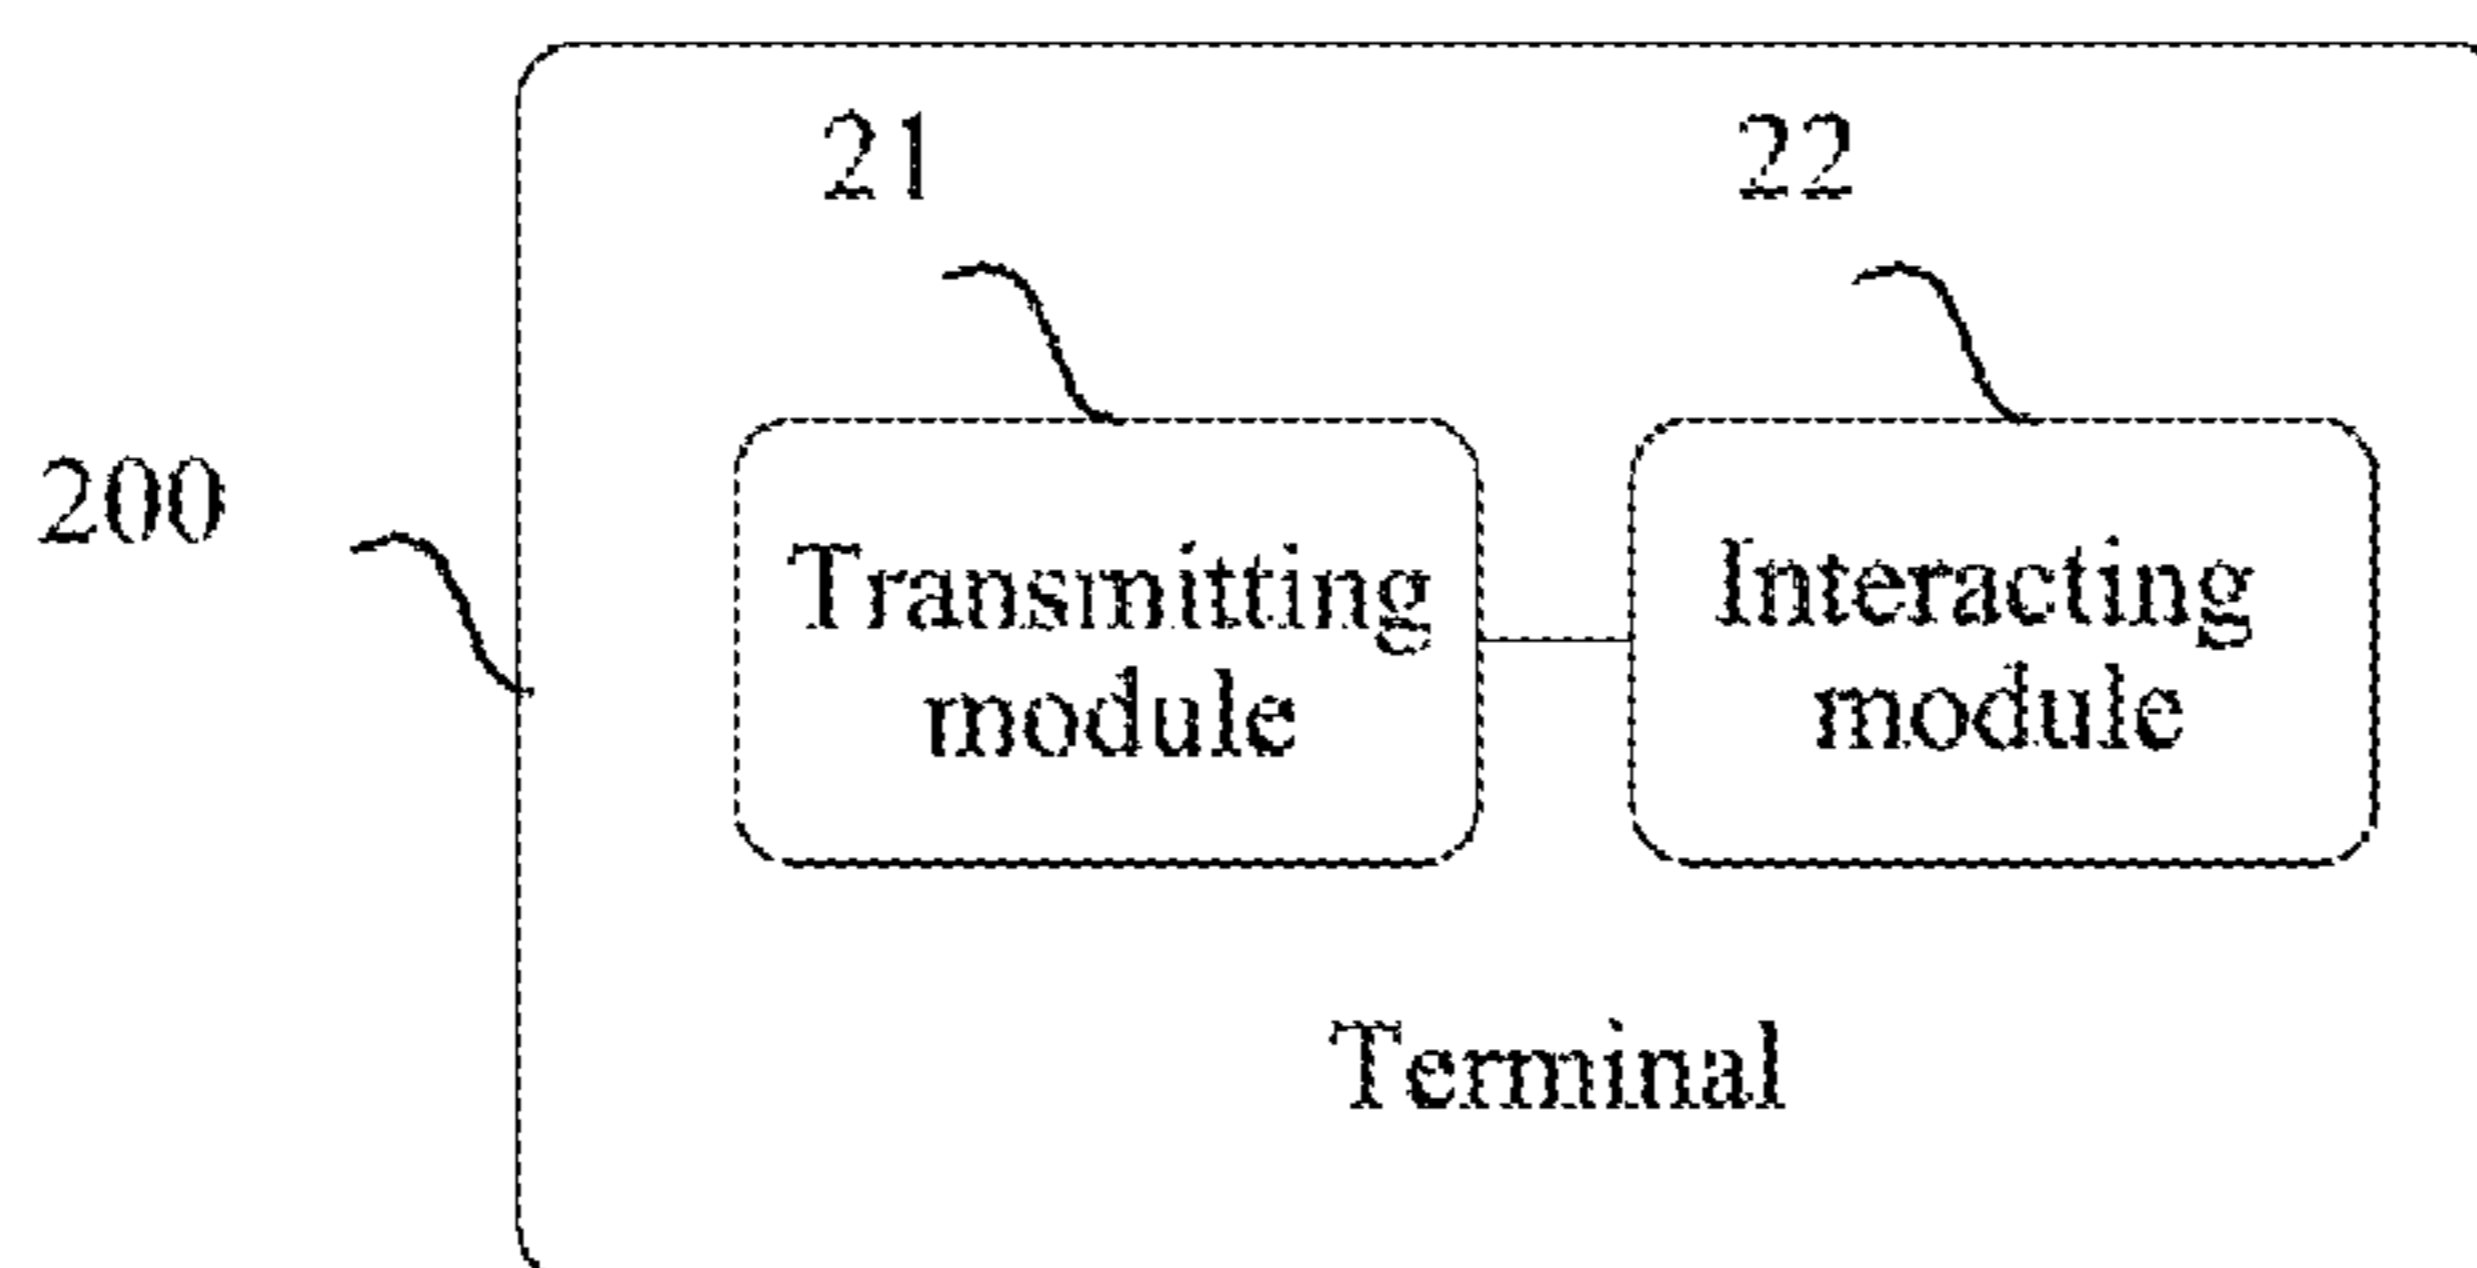 21
22
200
Transmitting
module
Interacting
module
Terminal